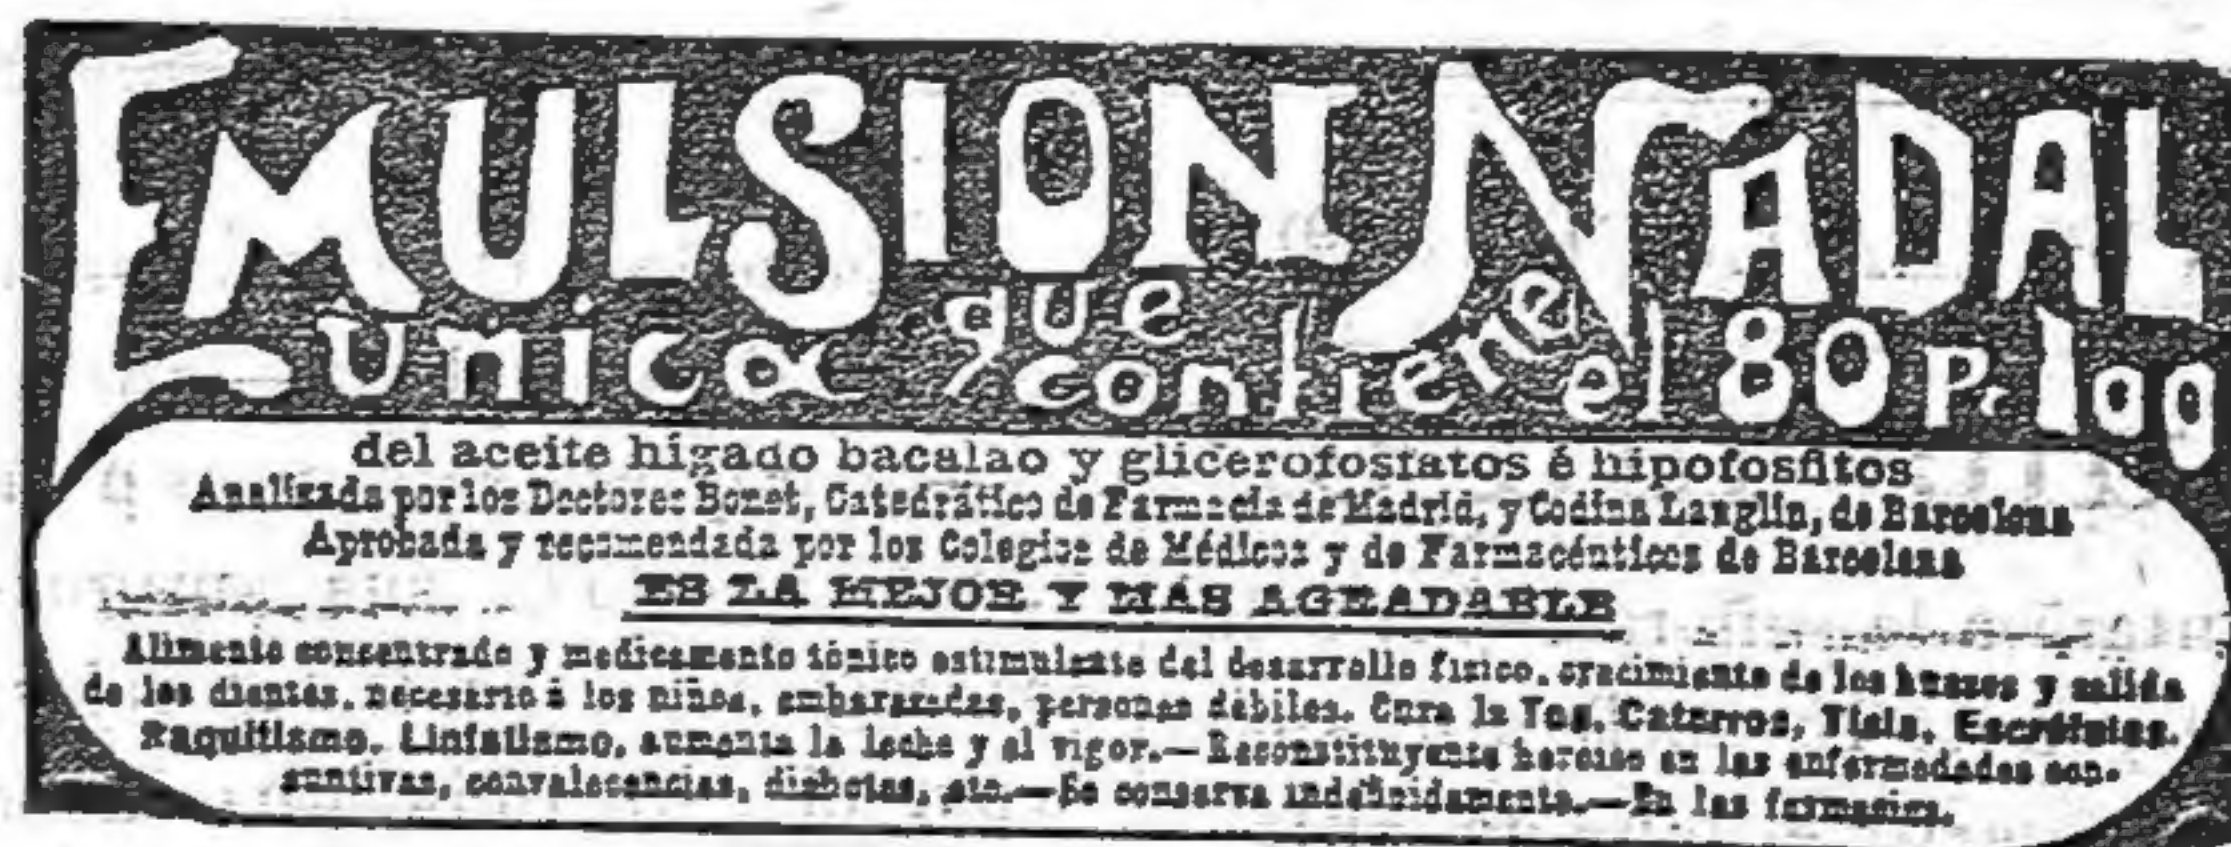 EMULSION NADAL
única que contiene el 80 Pr 100
del aceite hígado bacalao y glicerofosfatos é hipofosfitos
Analizada por los Doctores Bonet, Catedrático de Farmacia de Madrid, y Codina Langlin, de Barcelona
Aprobada y recomendada por los Colegios de Médicos y de Farmacéuticos de Barcelona
ES LA MEJOR Y MÁS AGRADABLE
Alimento concentrado y medicamento tónico estimulante del desarrollo físico, crecimiento de los huesos y salida
de los dientes, necesario á los niños, embarazadas, personas débiles. Cura la Tos, Catarros, Tisis, Escrófulas,
Raquitismo, Linfatismo, aumenta la leche y el vigor.—Reconstituyente heroico en las enfermedades con-
suntivas, convalecencias, diabetes, etc.—Se conserva indefinidamente.—En las farmacias.